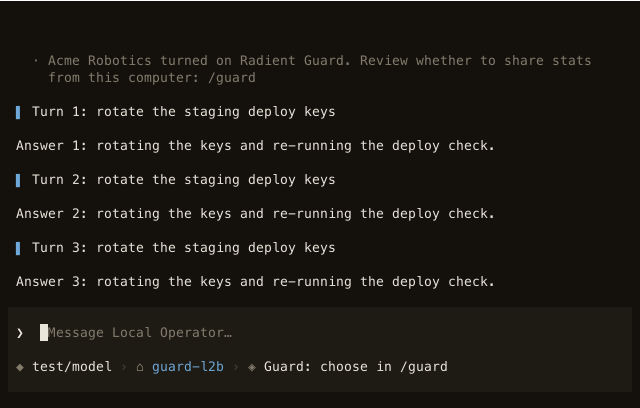 · Acme Robotics turned on Radient Guard. Review whether to share stats
from this computer: /guard
Turn 1: rotate the staging deploy keys
Answer 1: rotating the keys and re-running the deploy check.
Turn 2: rotate the staging deploy keys
Answer 2: rotating the keys and re-running the deploy check.
Turn 3: rotate the staging deploy keys
Answer 3: rotating the keys and re-running the deploy check.
❯ Message Local Operator…
◆ test/model › ⌂ guard-l2b › ◈ Guard: choose in /guard